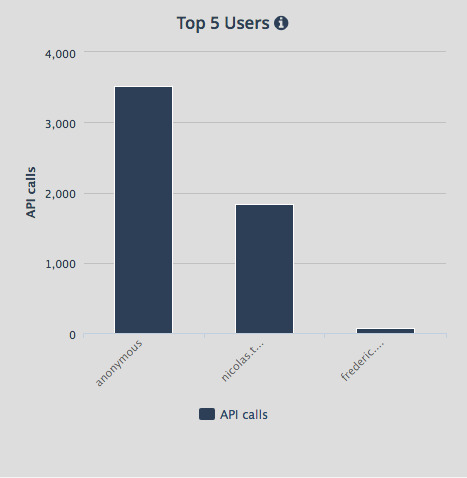 Top 5 Users
4,000
3,000
2,000
1,000
0
API calls
anonymous
nicolas.t...
frederic....
API calls